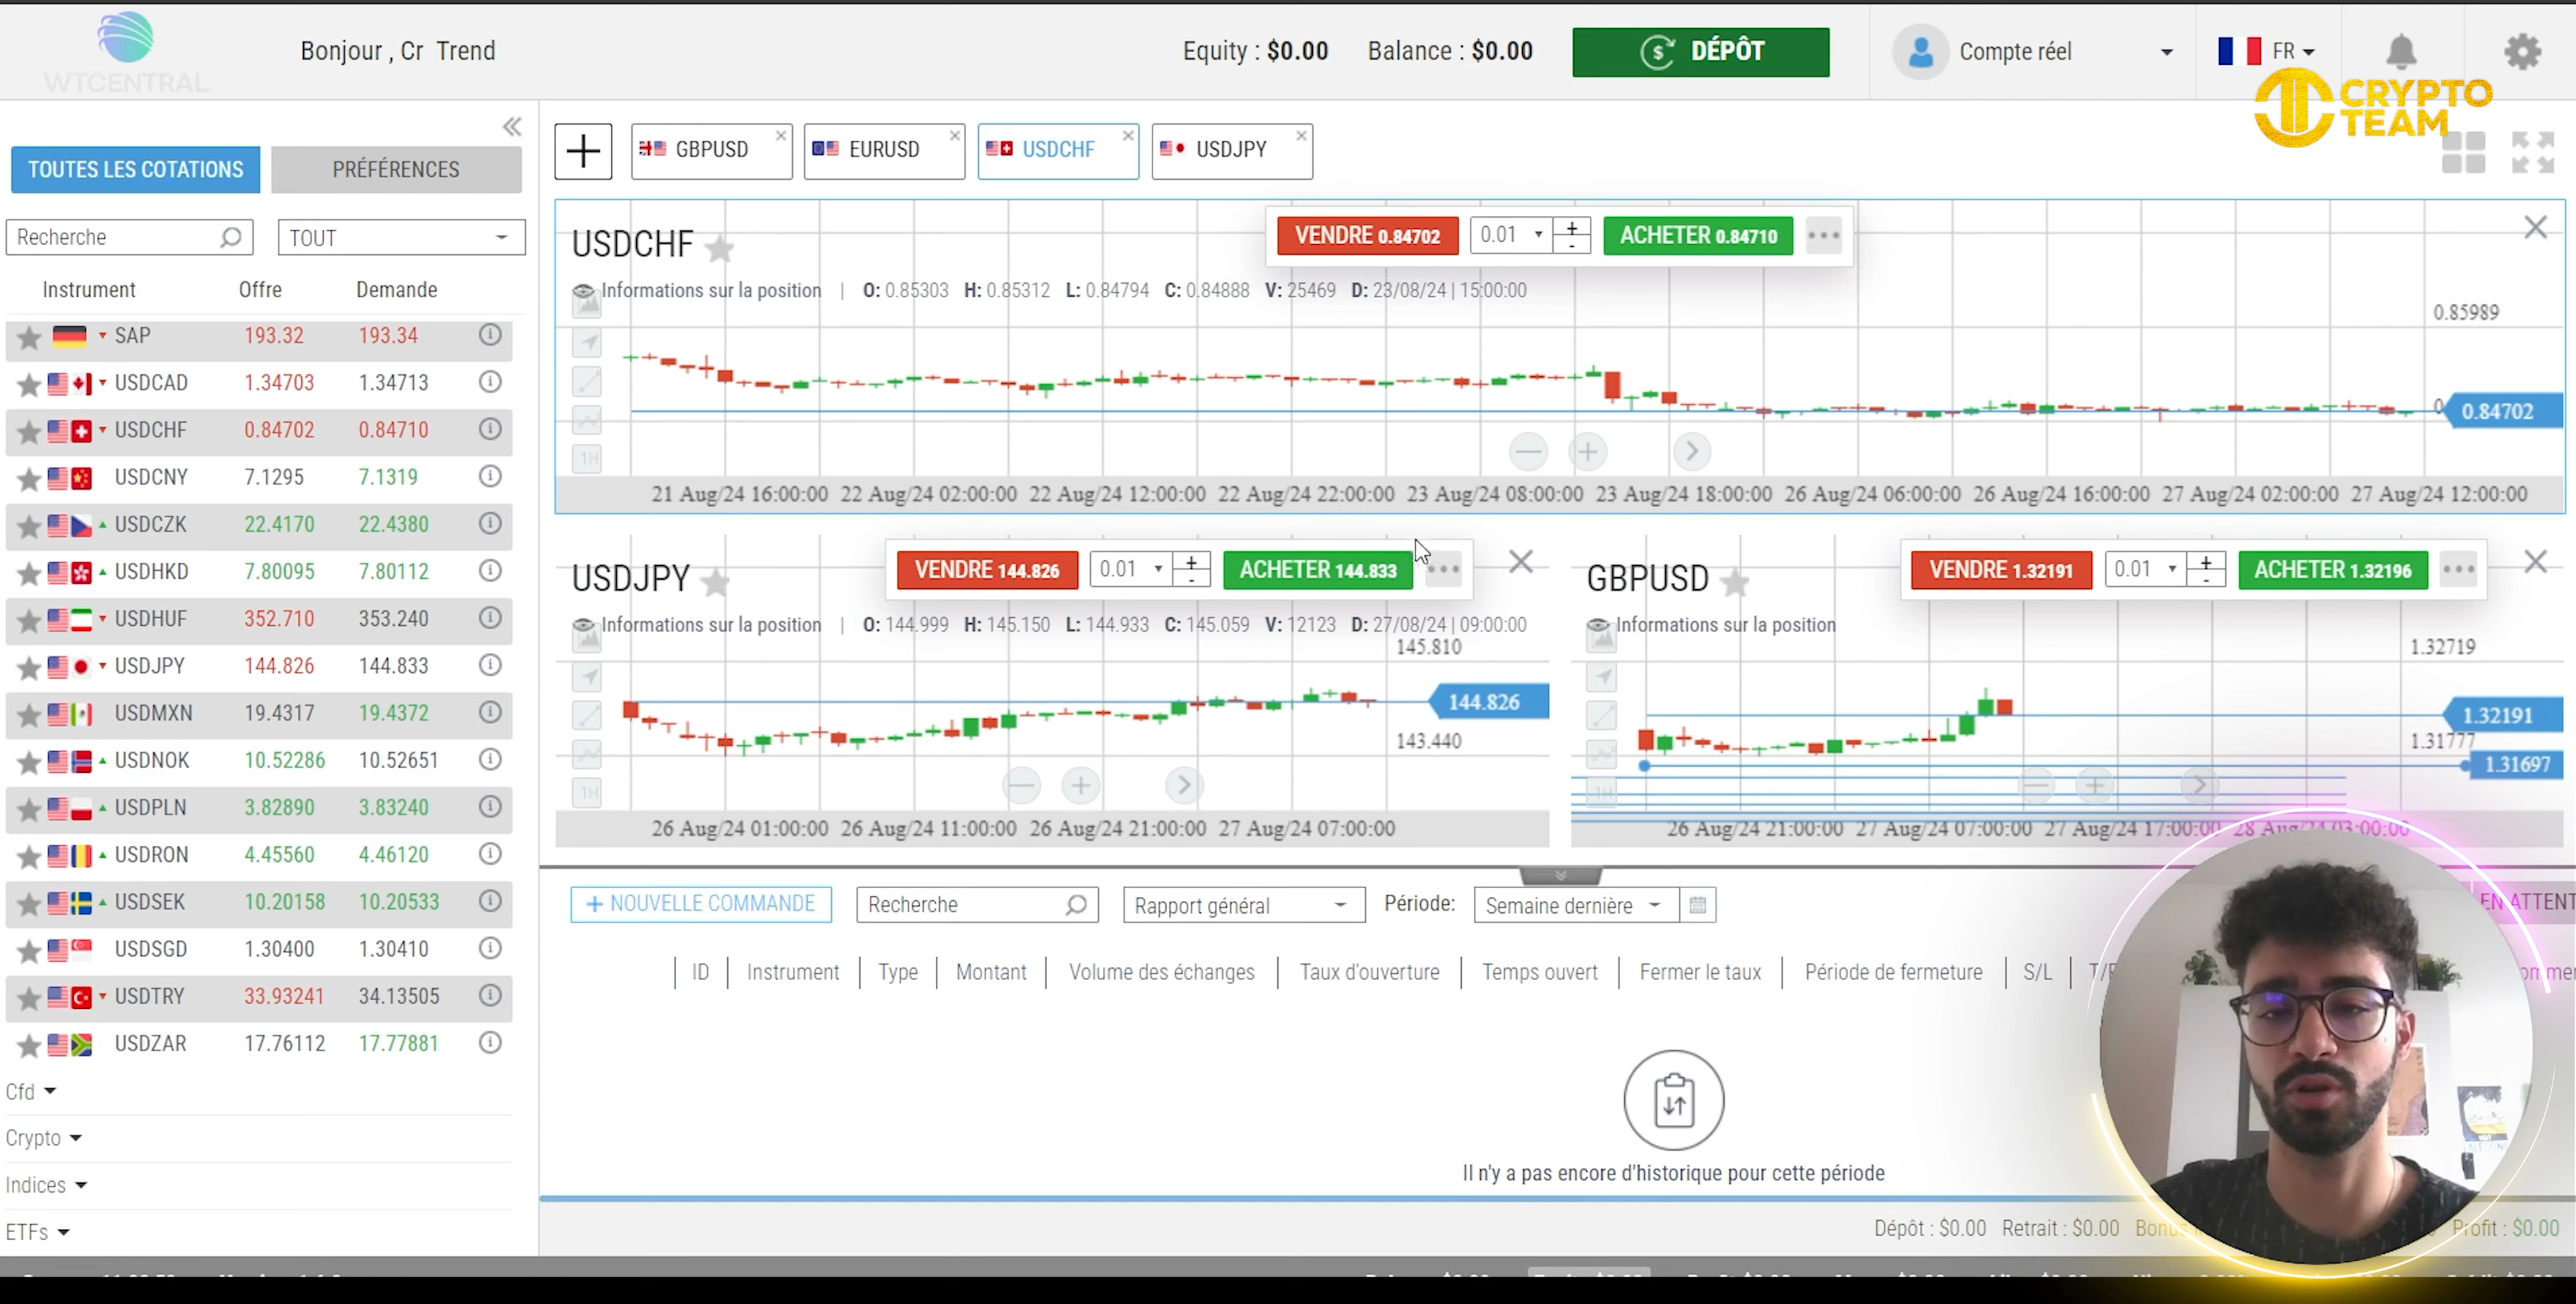 WTCENTRAL
Bonjour , Cr Trend
Equity : $0.00
Balance : $0.00
DÉPÔT
Compte réel
FR
CRYPTO
TEAM
TOUTES LES COTATIONS
PRÉFÉRENCES
Recherche
TOUT
Instrument Offre Demande
SAP 193.32 193.34
USDCAD 1.34703 1.34713
USDCHF 0.84702 0.84710
USDCNY 7.1295 7.1319
USDCZK 22.4170 22.4380
USDHKD 7.80095 7.80112
USDHUF 352.710 353.240
USDJPY 144.826 144.833
USDMXN 19.4317 19.4372
USDNOK 10.52286 10.52651
USDPLN 3.82890 3.83240
USDRON 4.45560 4.46120
USDSEK 10.20158 10.20533
USDSGD 1.30400 1.30410
USDTRY 33.93241 34.13505
USDZAR 17.76112 17.77881
Cfd
Crypto
Indices
ETFs
GBPUSD
EURUSD
USDCHF
USDJPY
USDCHF
VENDRE 0.84702
0.01
+
-
ACHETER 0.84710
Informations sur la position | O: 0.85303 H: 0.85312 L: 0.84794 C: 0.84888 V: 25469 D: 23/08/24 | 15:00:00
0.85989
0.84702
1H
21 Aug/24 16:00:00 22 Aug/24 02:00:00 22 Aug/24 12:00:00 22 Aug/24 22:00:00 23 Aug/24 08:00:00 23 Aug/24 18:00:00 26 Aug/24 06:00:00 26 Aug/24 16:00:00 27 Aug/24 02:00:00 27 Aug/24 12:00:00
USDJPY
VENDRE 144.826
0.01
+
-
ACHETER 144.833
Informations sur la position | O: 144.999 H: 145.150 L: 144.933 C: 145.059 V: 12123 D: 27/08/24 | 09:00:00
145.810
144.826
143.440
1H
26 Aug/24 01:00:00 26 Aug/24 11:00:00 26 Aug/24 21:00:00 27 Aug/24 07:00:00
GBPUSD
VENDRE 1.32191
0.01
+
-
ACHETER 1.32196
Informations sur la position
1.32719
1.32191
1.31777
1.31697
1H
26 Aug/24 21:00:00 27 Aug/24 07:00:00 27 Aug/24 17:00:00 28 Aug/24 03:00:00
+ NOUVELLE COMMANDE
Recherche
Rapport général
Période:
Semaine dernière
EN ATTENT
ID | Instrument | Type | Montant | Volume des échanges | Taux d'ouverture | Temps ouvert | Fermer le taux | Période de fermeture | S/L |
Il n'y a pas encore d'historique pour cette période
Dépôt : $0.00 Retrait : $0.00 Bonus
Profit : $0.00